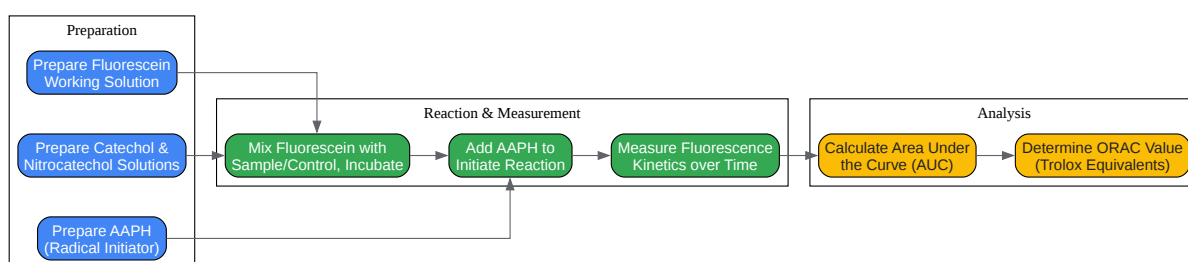 Preparation
Prepare Fluorescein
Working Solution
Prepare Catechol &
Nitrocatechol Solutions
Prepare AAPH
(Radical Initiator)
Reaction & Measurement
Mix Fluorescein with
Sample/Control, Incubate
Add AAPH to
Initiate Reaction
Measure Fluorescence
Kinetics over Time
Analysis
Calculate Area Under
the Curve (AUC)
Determine ORAC Value
(Trolox Equivalents)